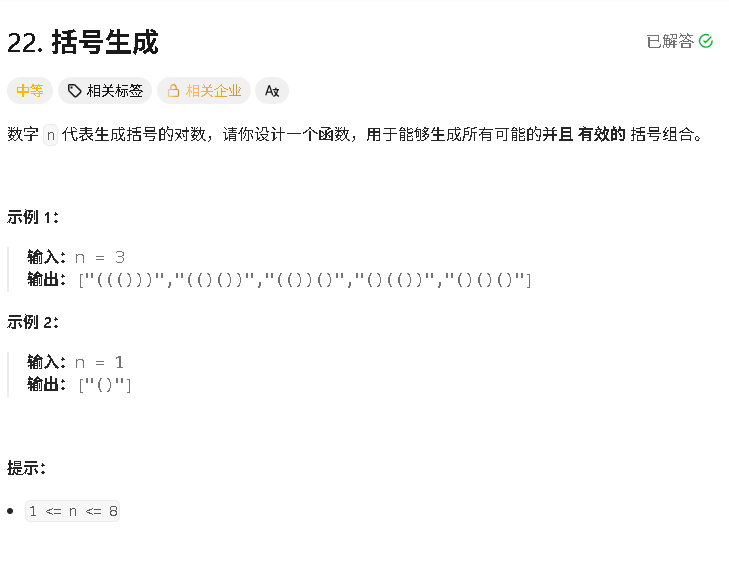 22. 括号生成
已解答
中等
相关标签
相关企业
数字 n 代表生成括号的对数，请你设计一个函数，用于能够生成所有可能的并且 有效的 括号组合。
示例 1：
输入：n = 3
输出：["((()))","(()())","(())()","()(())","()()()"]
示例 2：
输入：n = 1
输出：["()"]
提示：
1 <= n <= 8